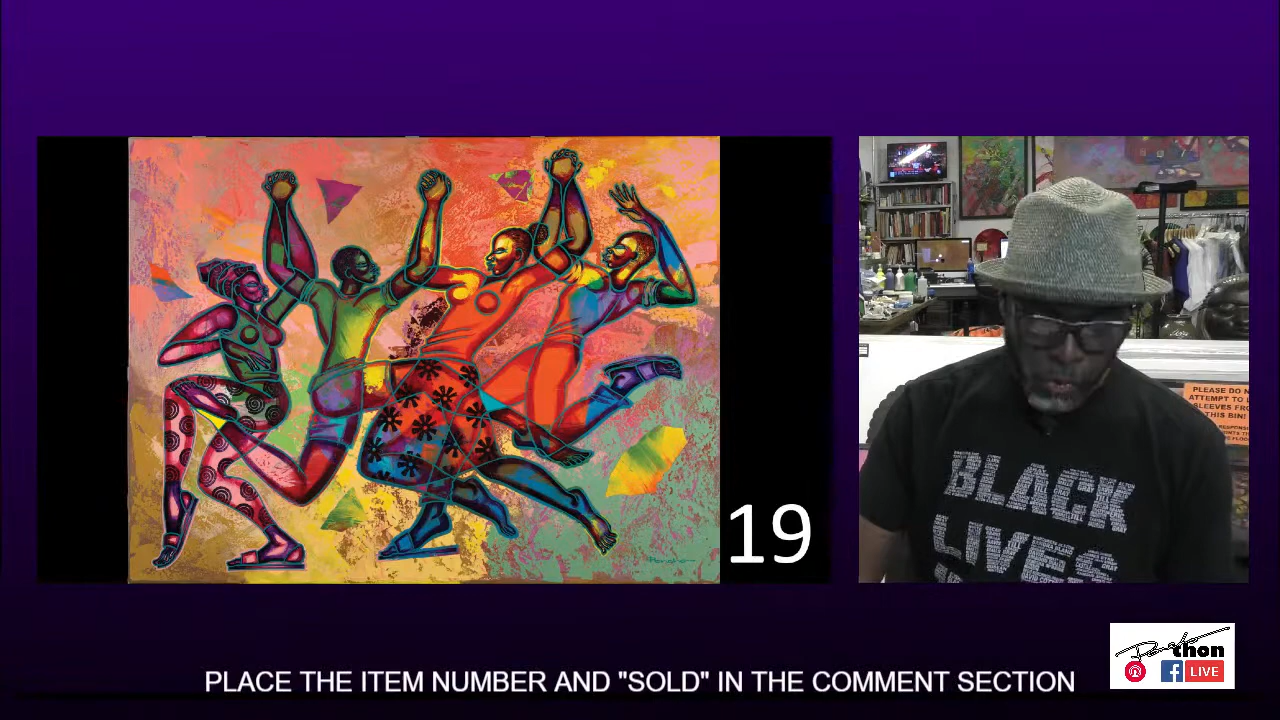 19
PLEASE DO N
ATTEMPT TO L
SLEEVES FRO
THIS BIN!
BLACK
LIVES
thon
LIVE
PLACE THE ITEM NUMBER AND "SOLD" IN THE COMMENT SECTION